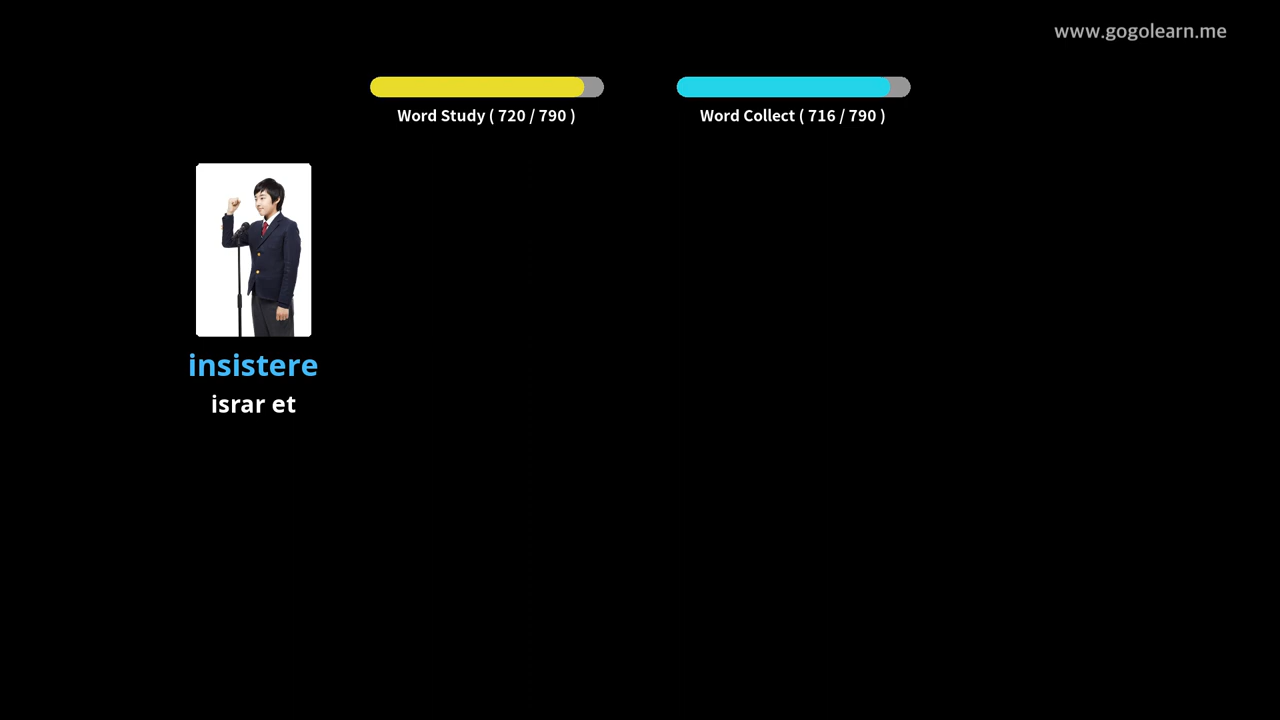 www.gogolearn.me
Word Study ( 720 / 790 )
Word Collect ( 716 / 790 )
insistere
israr et